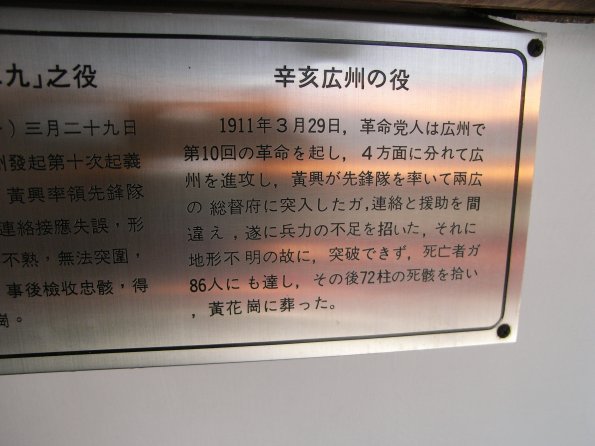 九」之役
三月二十九日
州發起第十次起義
黃興率領先鋒隊
連絡接應失誤，形
不熟，無法突圍，
事後檢收忠骸，得
崗。
辛亥広州の役
1911年3月29日，革命党人は広州で
第10回の革命を起し，4方面に分れて広
州を進攻し，黃興が先鋒隊を率いて兩広
の総督府に突入したガ，連絡と援助を間
違え，遂に兵力の不足を招いた，それに
地形不明の故に，突破できず，死亡者ガ
86人にも達し，その後72柱の死骸を拾い
，黃花崗に葬った。